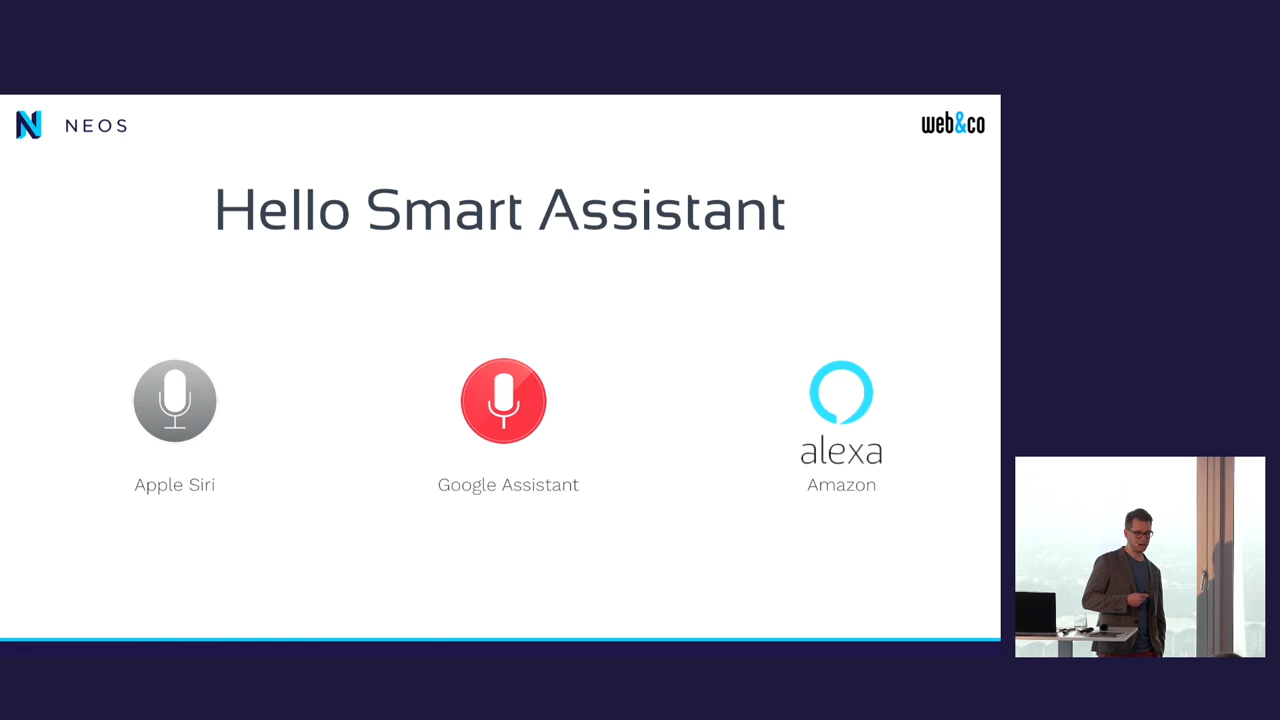 NEOS
web&co
Hello Smart Assistant
alexa
Apple Siri
Google Assistant
Amazon